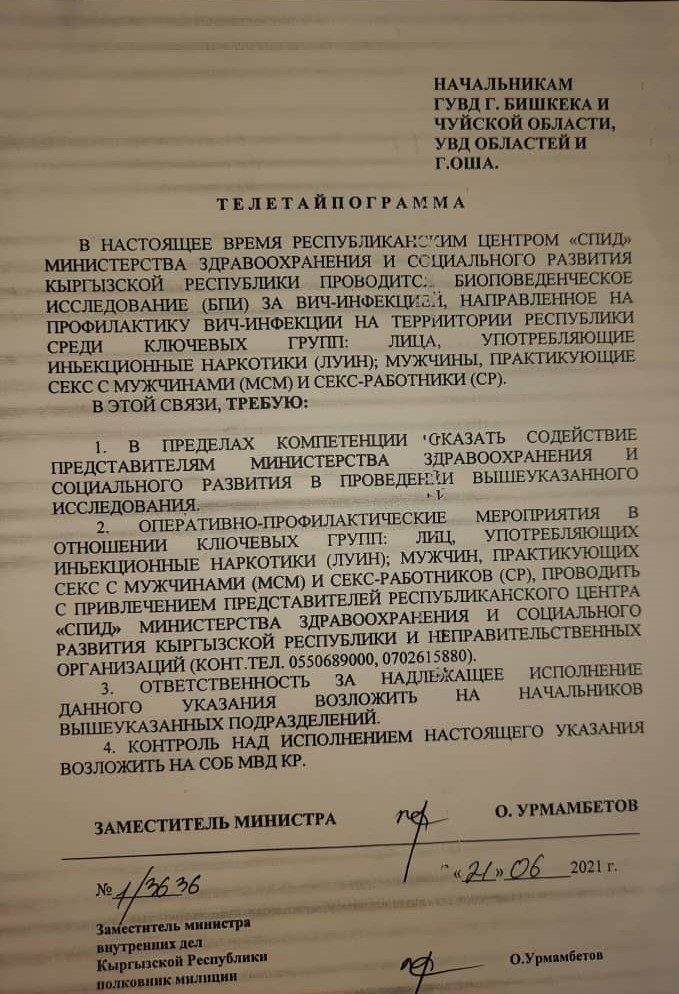 НАЧАЛЬНИКАМ
ГУВД Г. БИШКЕКА И
ЧУЙСКОЙ ОБЛАСТИ,
УВД ОБЛАСТЕЙ И
Г.ОША.
ТЕЛЕТАЙПОГРАММА
В НАСТОЯЩЕЕ ВРЕМЯ РЕСПУБЛИКАНСКИМ ЦЕНТРОМ «СПИД»
МИНИСТЕРСТВА ЗДРАВООХРАНЕНИЯ И СОЦИАЛЬНОГО РАЗВИТИЯ
КЫРГЫЗСКОЙ РЕСПУБЛИКИ ПРОВОДИТСЯ БИОПОВЕДЕНЧЕСКОЕ
ИССЛЕДОВАНИЕ (БПИ) ЗА ВИЧ-ИНФЕКЦИЕЙ, НАПРАВЛЕННОЕ НА
ПРОФИЛАКТИКУ ВИЧ-ИНФЕКЦИИ НА ТЕРРИТОРИИ РЕСПУБЛИКИ
СРЕДИ КЛЮЧЕВЫХ ГРУПП: ЛИЦА, УПОТРЕБЛЯЮЩИЕ
ИНЬЕКЦИОННЫЕ НАРКОТИКИ (ЛУИН); МУЖЧИНЫ, ПРАКТИКУЮЩИЕ
СЕКС С МУЖЧИНАМИ (МСМ) И СЕКС-РАБОТНИКИ (СР).
В ЭТОЙ СВЯЗИ, ТРЕБУЮ:
1. В ПРЕДЕЛАХ КОМПЕТЕНЦИИ ОКАЗАТЬ СОДЕЙСТВИЕ
ПРЕДСТАВИТЕЛЯМ МИНИСТЕРСТВА ЗДРАВООХРАНЕНИЯ И
СОЦИАЛЬНОГО РАЗВИТИЯ В ПРОВЕДЕНИИ ВЫШЕУКАЗАННОГО
ИССЛЕДОВАНИЯ.
2. ОПЕРАТИВНО-ПРОФИЛАКТИЧЕСКИЕ МЕРОПРИЯТИЯ В
ОТНОШЕНИИ КЛЮЧЕВЫХ ГРУПП: ЛИЦ, УПОТРЕБЛЯЮЩИХ
ИНЬЕКЦИОННЫЕ НАРКОТИКИ (ЛУИН); МУЖЧИН, ПРАКТИКУЮЩИХ
СЕКС С МУЖЧИНАМИ (МСМ) И СЕКС-РАБОТНИКОВ (СР), ПРОВОДИТЬ
С ПРИВЛЕЧЕНИЕМ ПРЕДСТАВИТЕЛЕЙ РЕСПУБЛИКАНСКОГО ЦЕНТРА
«СПИД» МИНИСТЕРСТВА ЗДРАВООХРАНЕНИЯ И СОЦИАЛЬНОГО
РАЗВИТИЯ КЫРГЫЗСКОЙ РЕСПУБЛИКИ И НЕПРАВИТЕЛЬСТВЕННЫХ
ОРГАНИЗАЦИЙ (КОНТ.ТЕЛ. 0550689000, 0702615880).
3. ОТВЕТСТВЕННОСТЬ ЗА НАДЛЕЖАЩЕЕ ИСПОЛНЕНИЕ
ДАННОГО УКАЗАНИЯ ВОЗЛОЖИТЬ НА НАЧАЛЬНИКОВ
ВЫШЕУКАЗАННЫХ ПОДРАЗДЕЛЕНИЙ.
4. КОНТРОЛЬ НАД ИСПОЛНЕНИЕМ НАСТОЯЩЕГО УКАЗАНИЯ
ВОЗЛОЖИТЬ НА СОБ МВД КР.
ЗАМЕСТИТЕЛЬ МИНИСТРА О. УРМАМБЕТОВ
№ 1/3636 «21» 06 2021 г.
Заместитель министра
внутренних дел
Кыргызской Республики
полковник милиции О.Урмамбетов